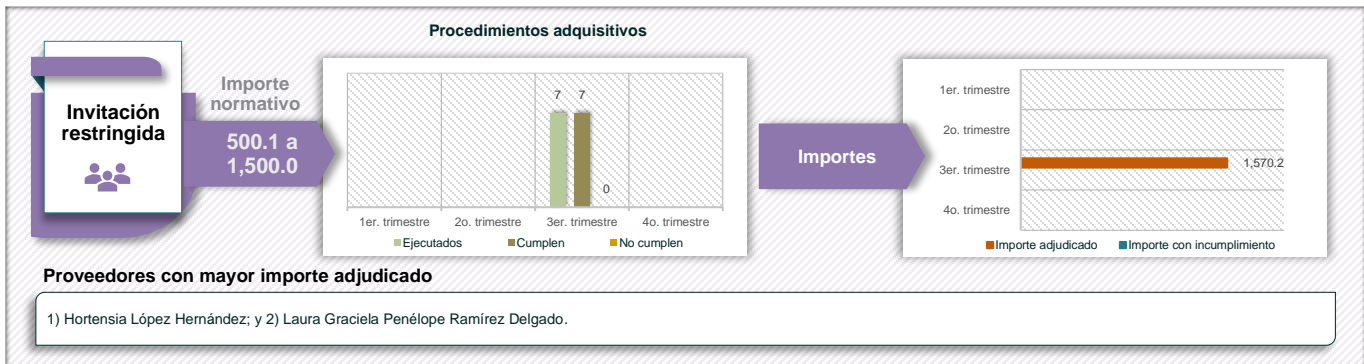 Procedimientos adquisitivos
Invitación
restringida
Importe
normativo
500.1 a
1,500.0
7 7
0
1er. trimestre 2o. trimestre 3er. trimestre 4o. trimestre
Ejecutados Cumplen No cumplen
Importes
1er. trimestre
2o. trimestre
3er. trimestre
1,570.2
4o. trimestre
Importe adjudicado Importe con incumplimiento
Proveedores con mayor importe adjudicado
1) Hortensia López Hernández; y 2) Laura Graciela Penélope Ramírez Delgado.